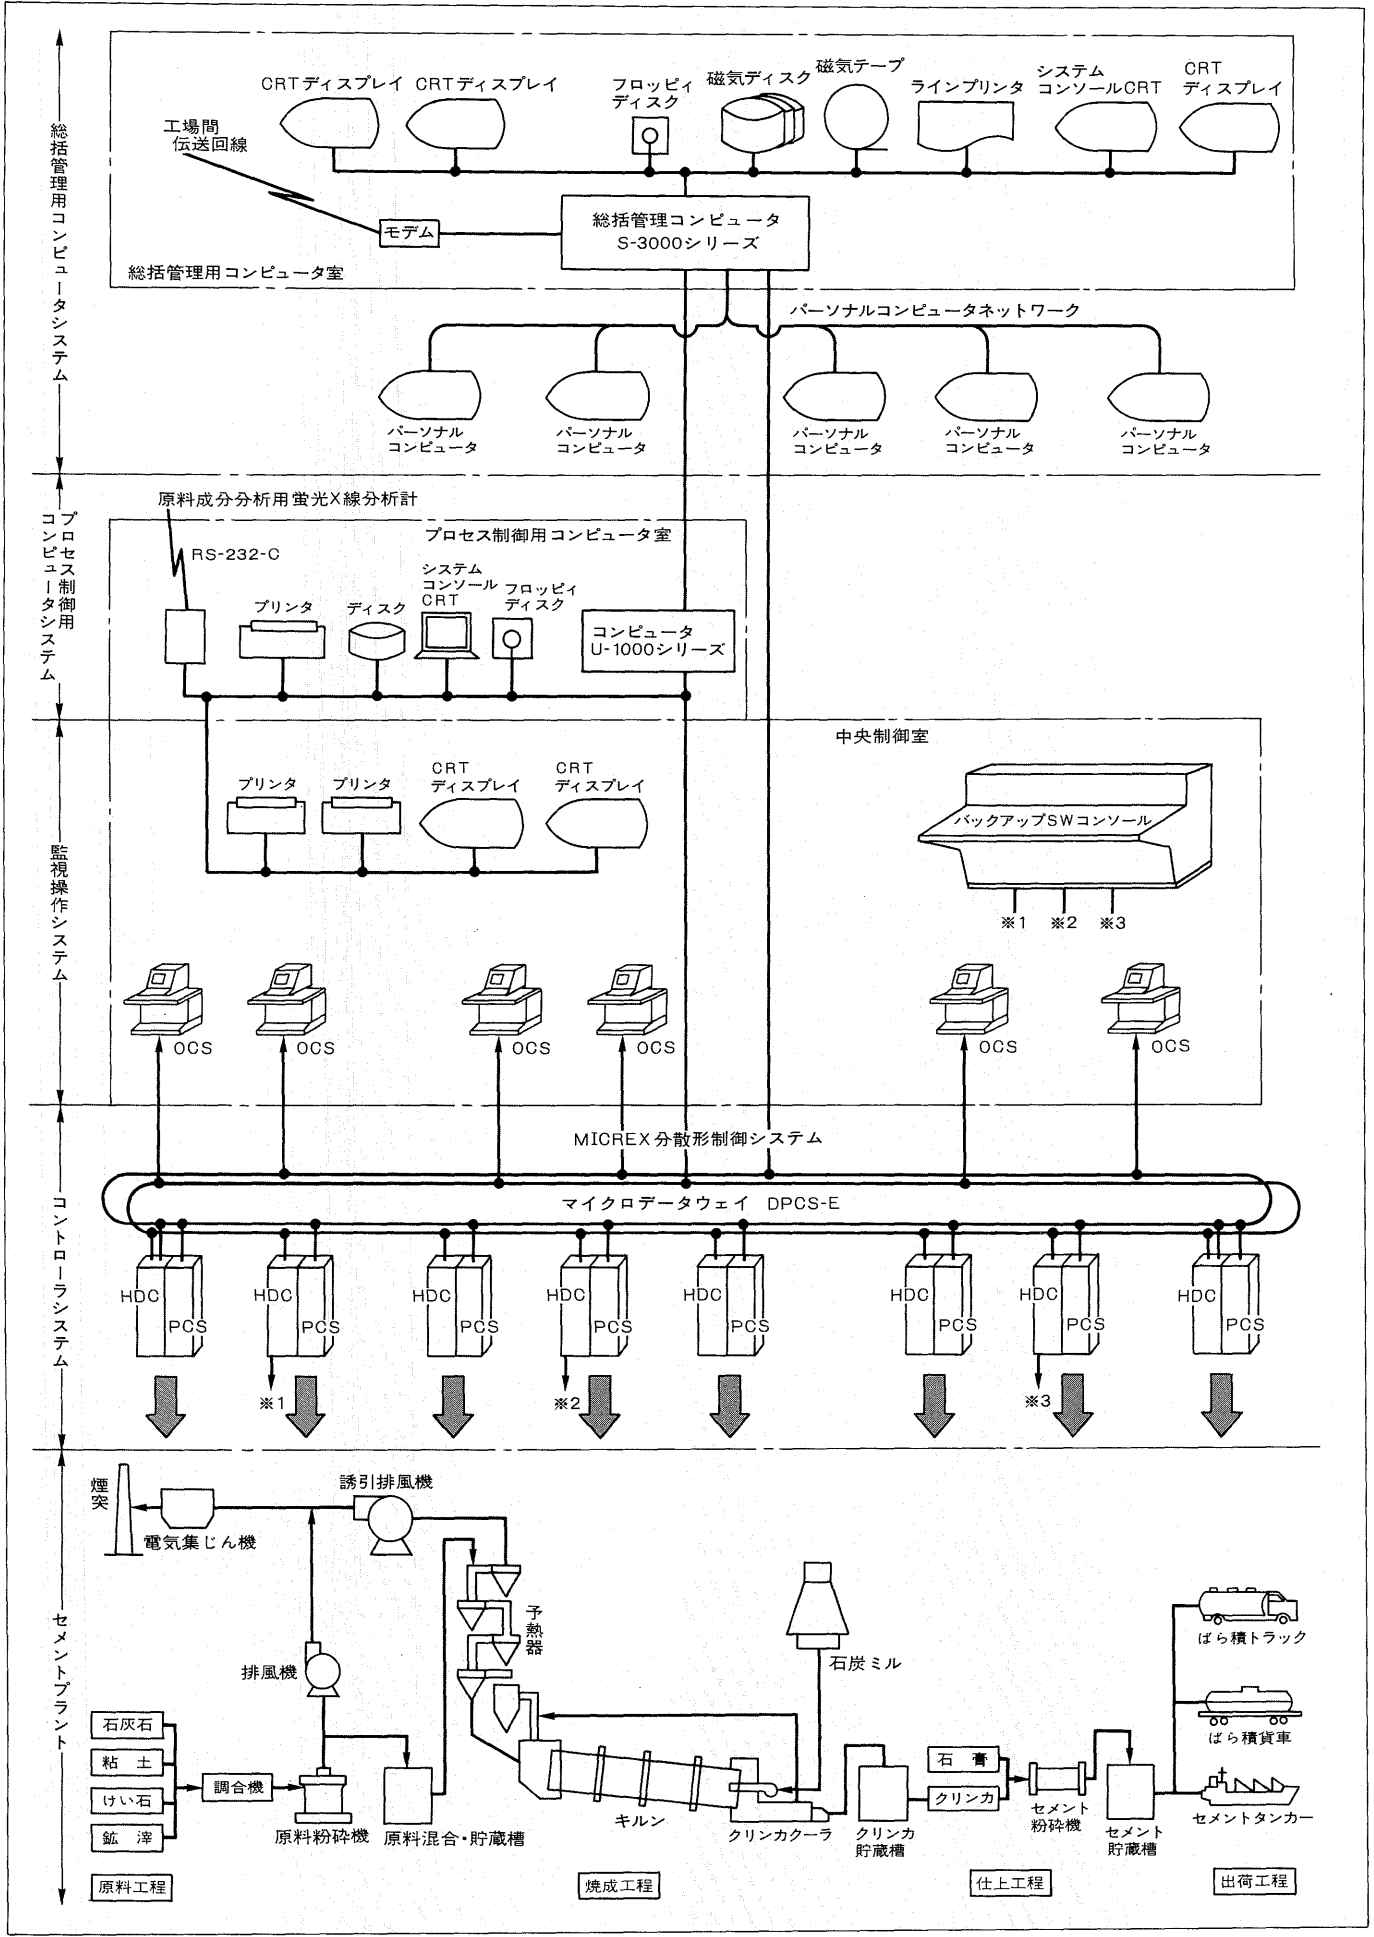 総括管理用コンピュータシステム
CRTディスプレイ
CRTディスプレイ
フロッピィ
ディスク
磁気ディスク
磁気テープ
ラインプリンタ
システム
コンソールCRT
CRT
ディスプレイ
工場間
伝送回線
モデム
総括管理コンピュータ
S-3000シリーズ
総括管理用コンピュータ室
パーソナルコンピュータネットワーク
パーソナル
コンピュータ
パーソナル
コンピュータ
パーソナル
コンピュータ
パーソナル
コンピュータ
パーソナル
コンピュータ
プロセス制御用
コンピュータシステム
原料成分分析用蛍光X線分析計
プロセス制御用コンピュータ室
RS-232-C
プリンタ
ディスク
システム
コンソール
CRT
フロッピィ
ディスク
コンピュータ
U-1000シリーズ
監視操作システム
中央制御室
プリンタ
プリンタ
CRT
ディスプレイ
CRT
ディスプレイ
バックアップSWコンソール
※1
※2
※3
OCS
OCS
OCS
OCS
OCS
OCS
コントローラシステム
MICREX分散形制御システム
マイクロデータウェイ DPCS-E
HDC
PCS
HDC
PCS
HDC
PCS
HDC
PCS
HDC
PCS
HDC
PCS
HDC
PCS
HDC
PCS
※1
※2
※3
セメントプラント
煙突
電気集じん機
誘引排風機
予熱器
排風機
石炭ミル
石灰石
粘土
けい石
鉱滓
調合機
原料粉砕機
原料混合・貯蔵槽
キルン
クリンカクーラ
クリンカ
貯蔵槽
石膏
クリンカ
セメント
粉砕機
セメント
貯蔵槽
ばら積トラック
ばら積貨車
セメントタンカー
原料工程
焼成工程
仕上工程
出荷工程